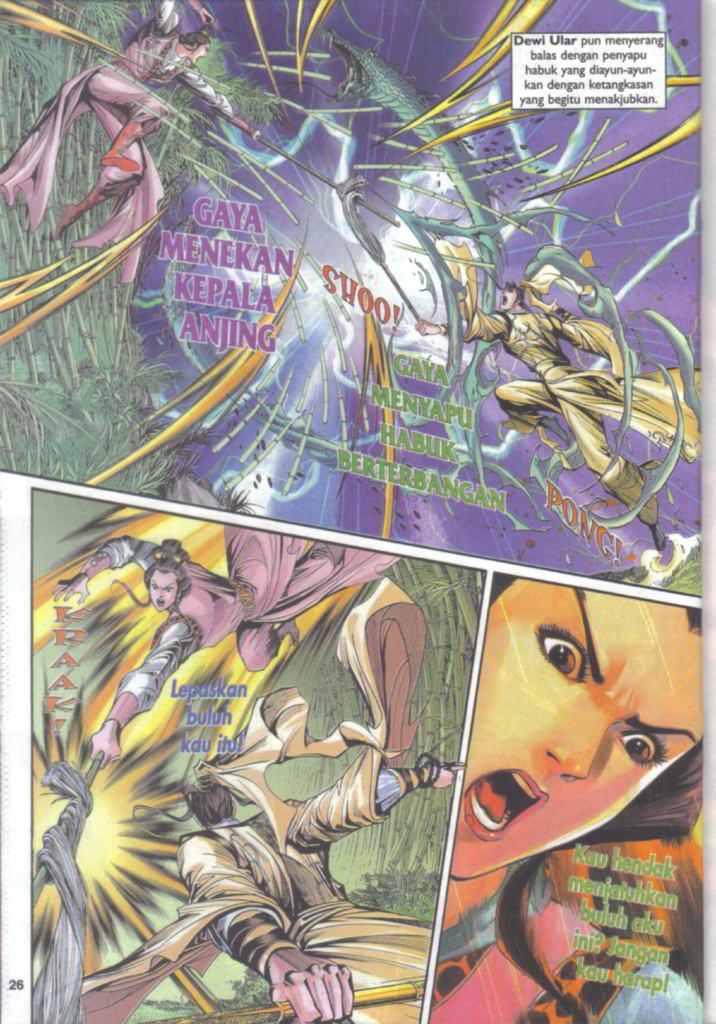 Dewi Ular pun menyerang
balas dengan penyapu
habuk yang diayun-ayun-
kan dengan ketangkasan
yang begitu menakjubkan.
GAYA
MENEKAN
KEPALA
ANJING
SHOO!
GAYA
MENYAPU
HABUK
BERTERBANGAN
PONG!
KRAAK!
Lepaskan
buluh
kau itu!
Kau hendak
menjatuhkan
buluh aku
ini? Jangan
kau harap!
26